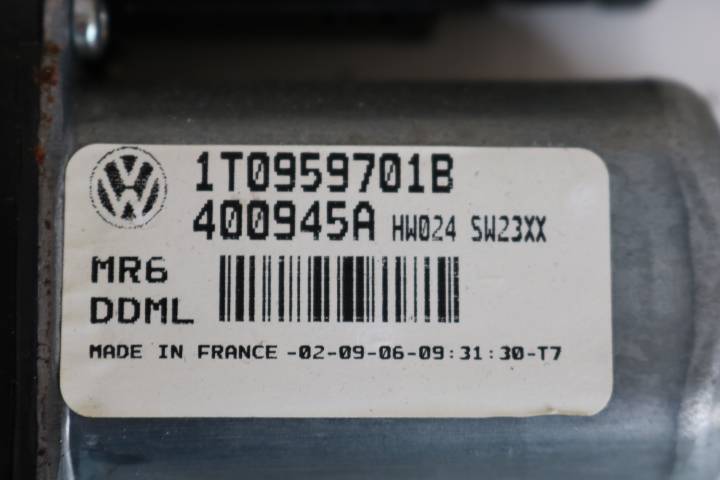 1T0959701B
400945A HW024 SW23XX
MR6
DDML
MADE IN FRANCE -02-09-06-09:31:30-T7